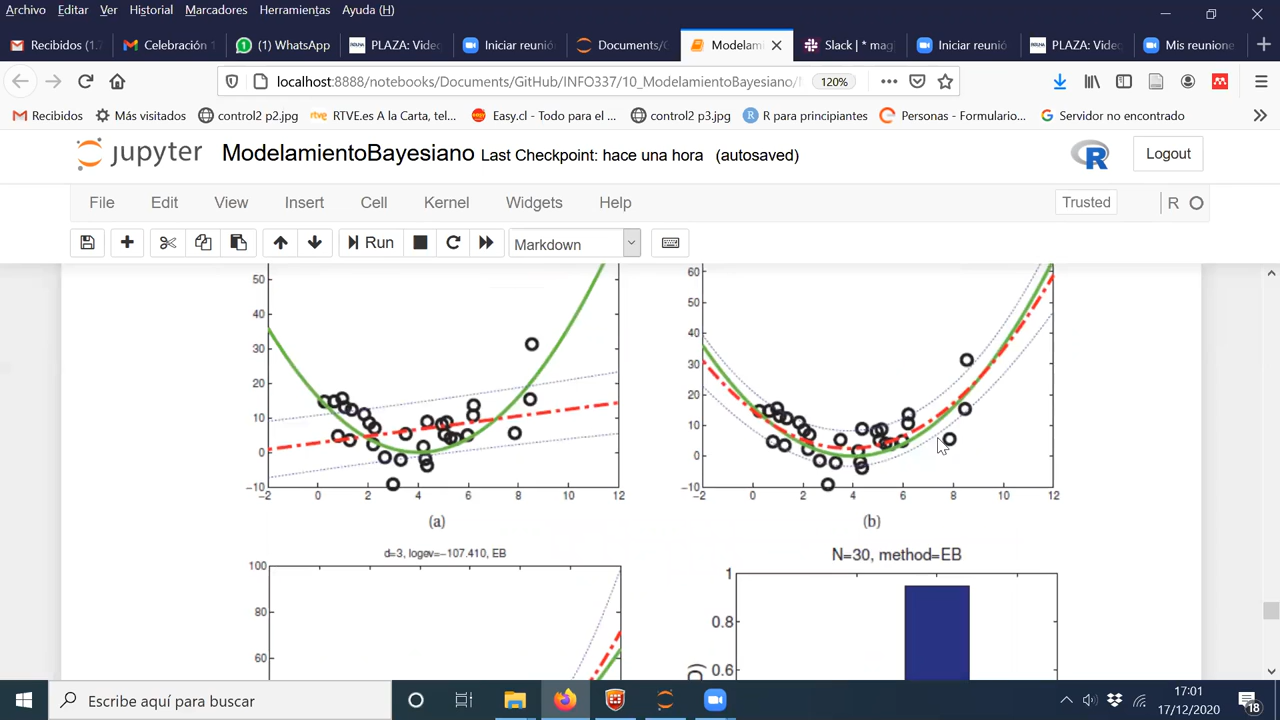 Archivo Editar Ver Historial Marcadores Herramientas Ayuda (H)
Recibidos (1.7
Celebración 1
(1) WhatsApp
PLAZA: Video
Iniciar reunió
Documents/G
Modelam
Slack | * mag
Iniciar reunió
PLAZA: Video
Mis reunione
localhost:8888/notebooks/Documents/GitHub/INFO337/10_ModelamientoBayesiano/ 120%
Recibidos Más visitados control2 p2.jpg RTVE.es A la Carta, tel... Easy.cl - Todo para el ... control2 p3.jpg R para principiantes Personas - Formulario... Servidor no encontrado
jupyter ModelamientoBayesiano Last Checkpoint: hace una hora (autosaved) Logout
File Edit View Insert Cell Kernel Widgets Help Trusted R
Run Markdown
50
40
30
20
10
0
-10
-2 0 2 4 6 8 10 12
(a)
60
50
40
30
20
10
0
-10
-2 0 2 4 6 8 10 12
(b)
d=3, logev=-107.410, EB
100
80
60
N=30, method=EB
1
0.8
0.6
Escribe aquí para buscar
17:01
17/12/2020
18